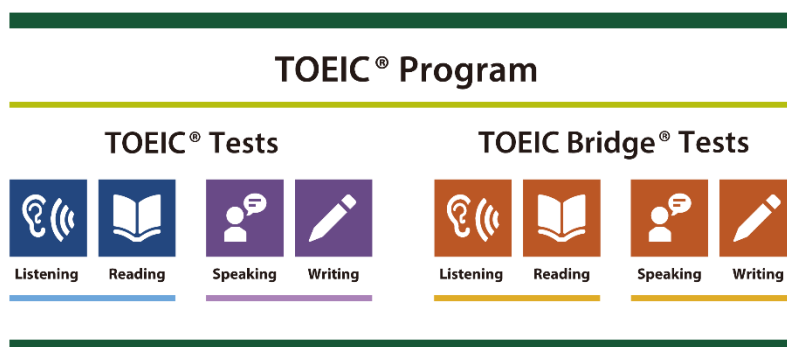 TOEIC® Program
TOEIC® Tests
TOEIC Bridge® Tests
Listening
Reading
Speaking
Writing
Listening
Reading
Speaking
Writing